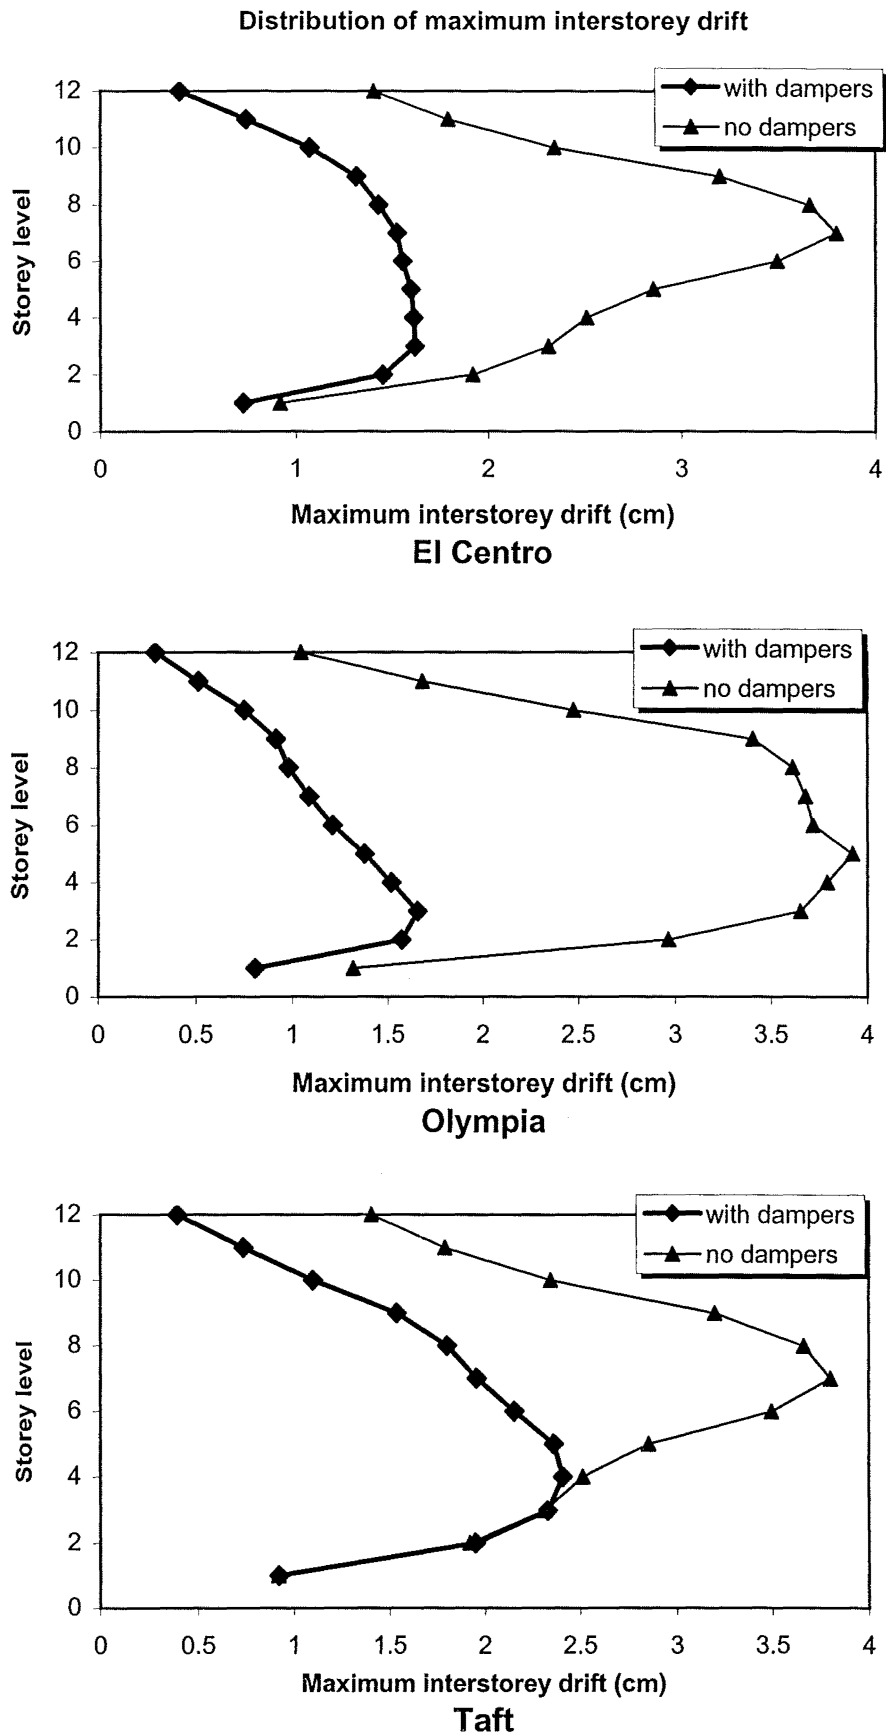 Distribution of maximum interstorey drift
with dampers
no dampers
12
10
8
6
4
2
0
Storey level
0 1 2 3 4
Maximum interstorey drift (cm)
El Centro
with dampers
no dampers
12
10
8
6
4
2
0
Storey level
0 0.5 1 1.5 2 2.5 3 3.5 4
Maximum interstorey drift (cm)
Olympia
with dampers
no dampers
12
10
8
6
4
2
0
Storey level
0 0.5 1 1.5 2 2.5 3 3.5 4
Maximum interstorey drift (cm)
Taft